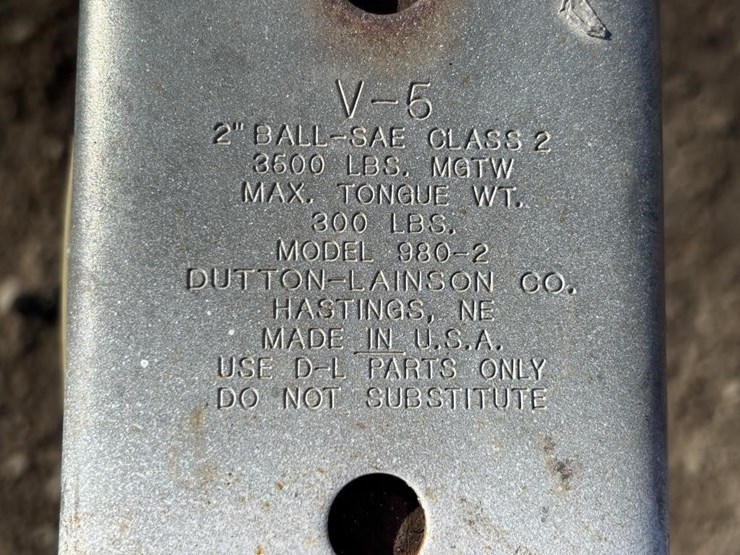 V-5
2" BALL-SAE CLASS 2
3500 LBS. MGTW
MAX. TONGUE WT.
300 LBS.
MODEL 980-2
DUTTON-LAINSON CO.
HASTINGS, NE
MADE IN U.S.A.
USE D-L PARTS ONLY
DO NOT SUBSTITUTE